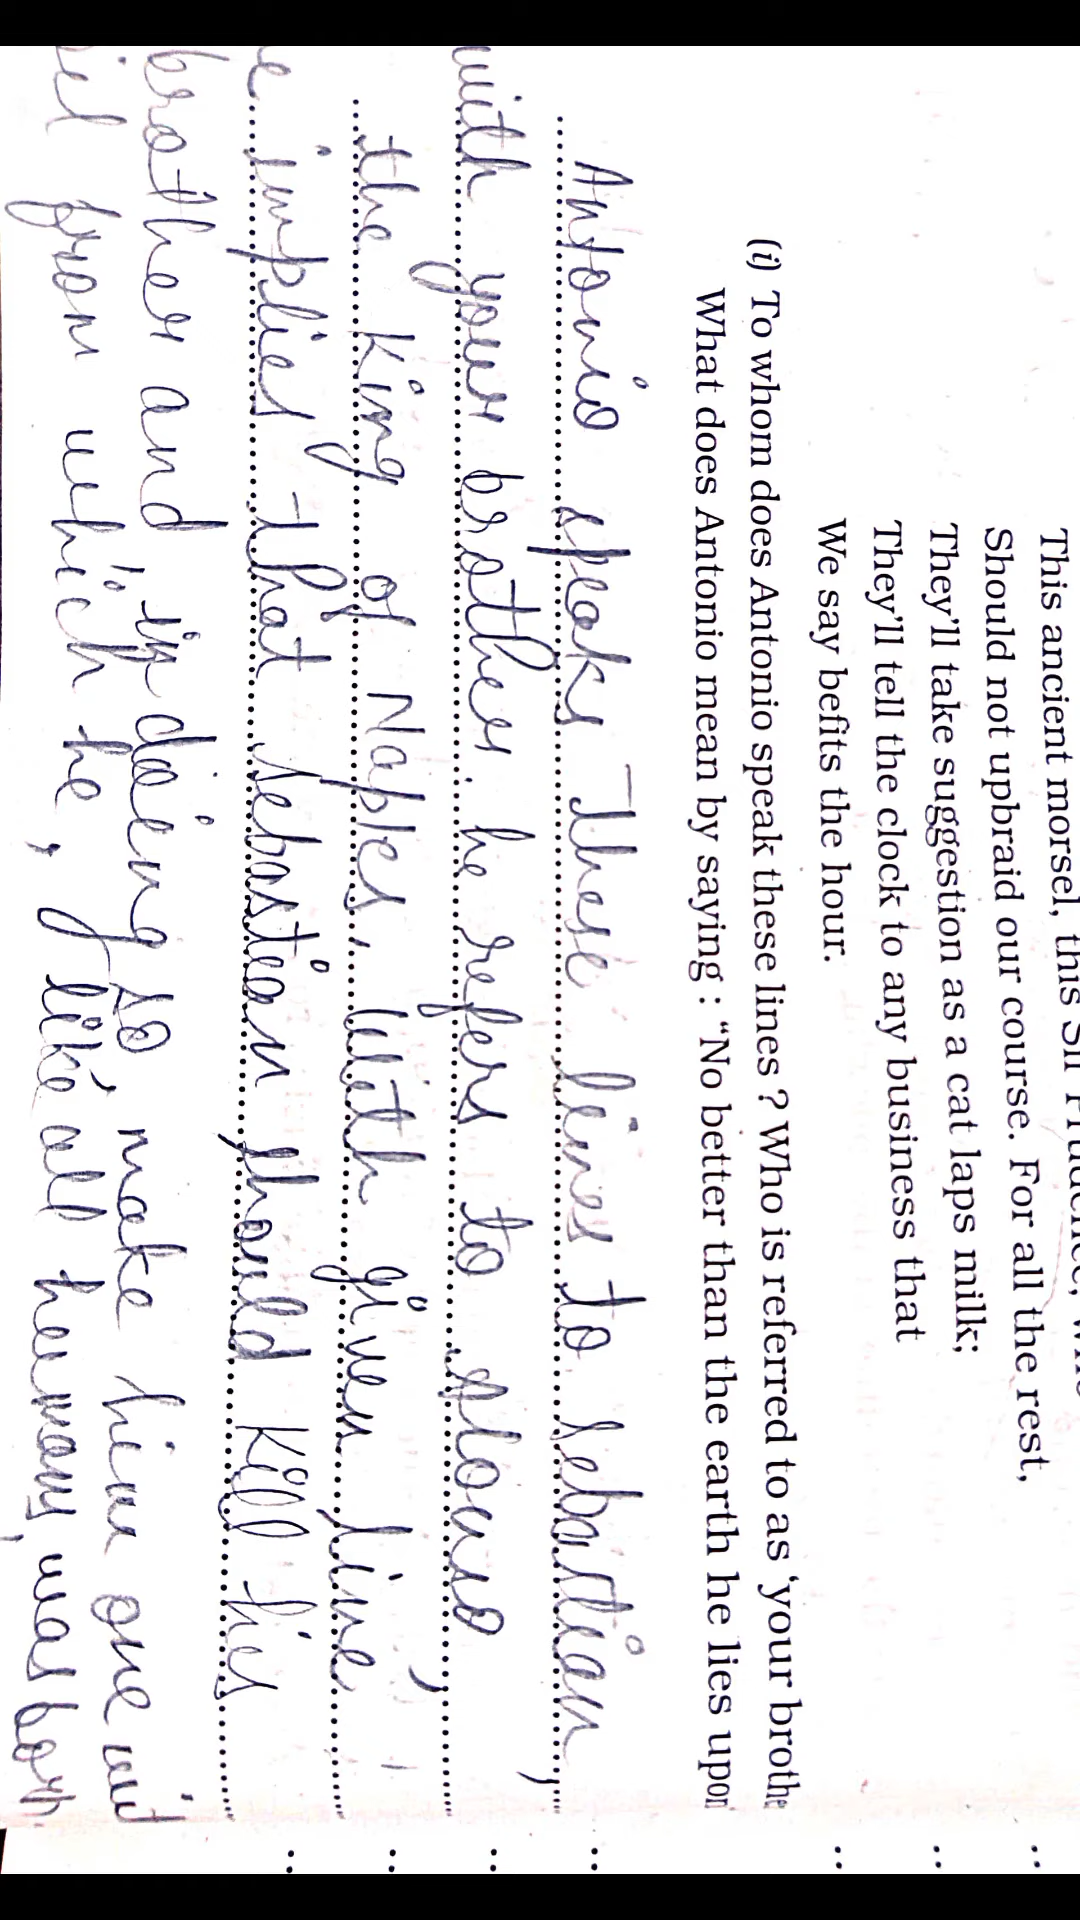 This ancient morsel, this Sir Prudence, who
Should not upbraid our course. For all the rest,
They'll take suggestion as a cat laps milk;
They'll tell the clock to any business that
We say befits the hour.
(i) To whom does Antonio speak these lines ? Who is referred to as 'your brothe
What does Antonio mean by saying : "No better than the earth he lies upon
Antonio speaks These lines to Sebastian,
with your brother. he refers to Alonso
the King of Naples. With given line,
e implies that Sebastian should Kill his
brother and, in doing so, make him one wit
from which he, like all humans, was born